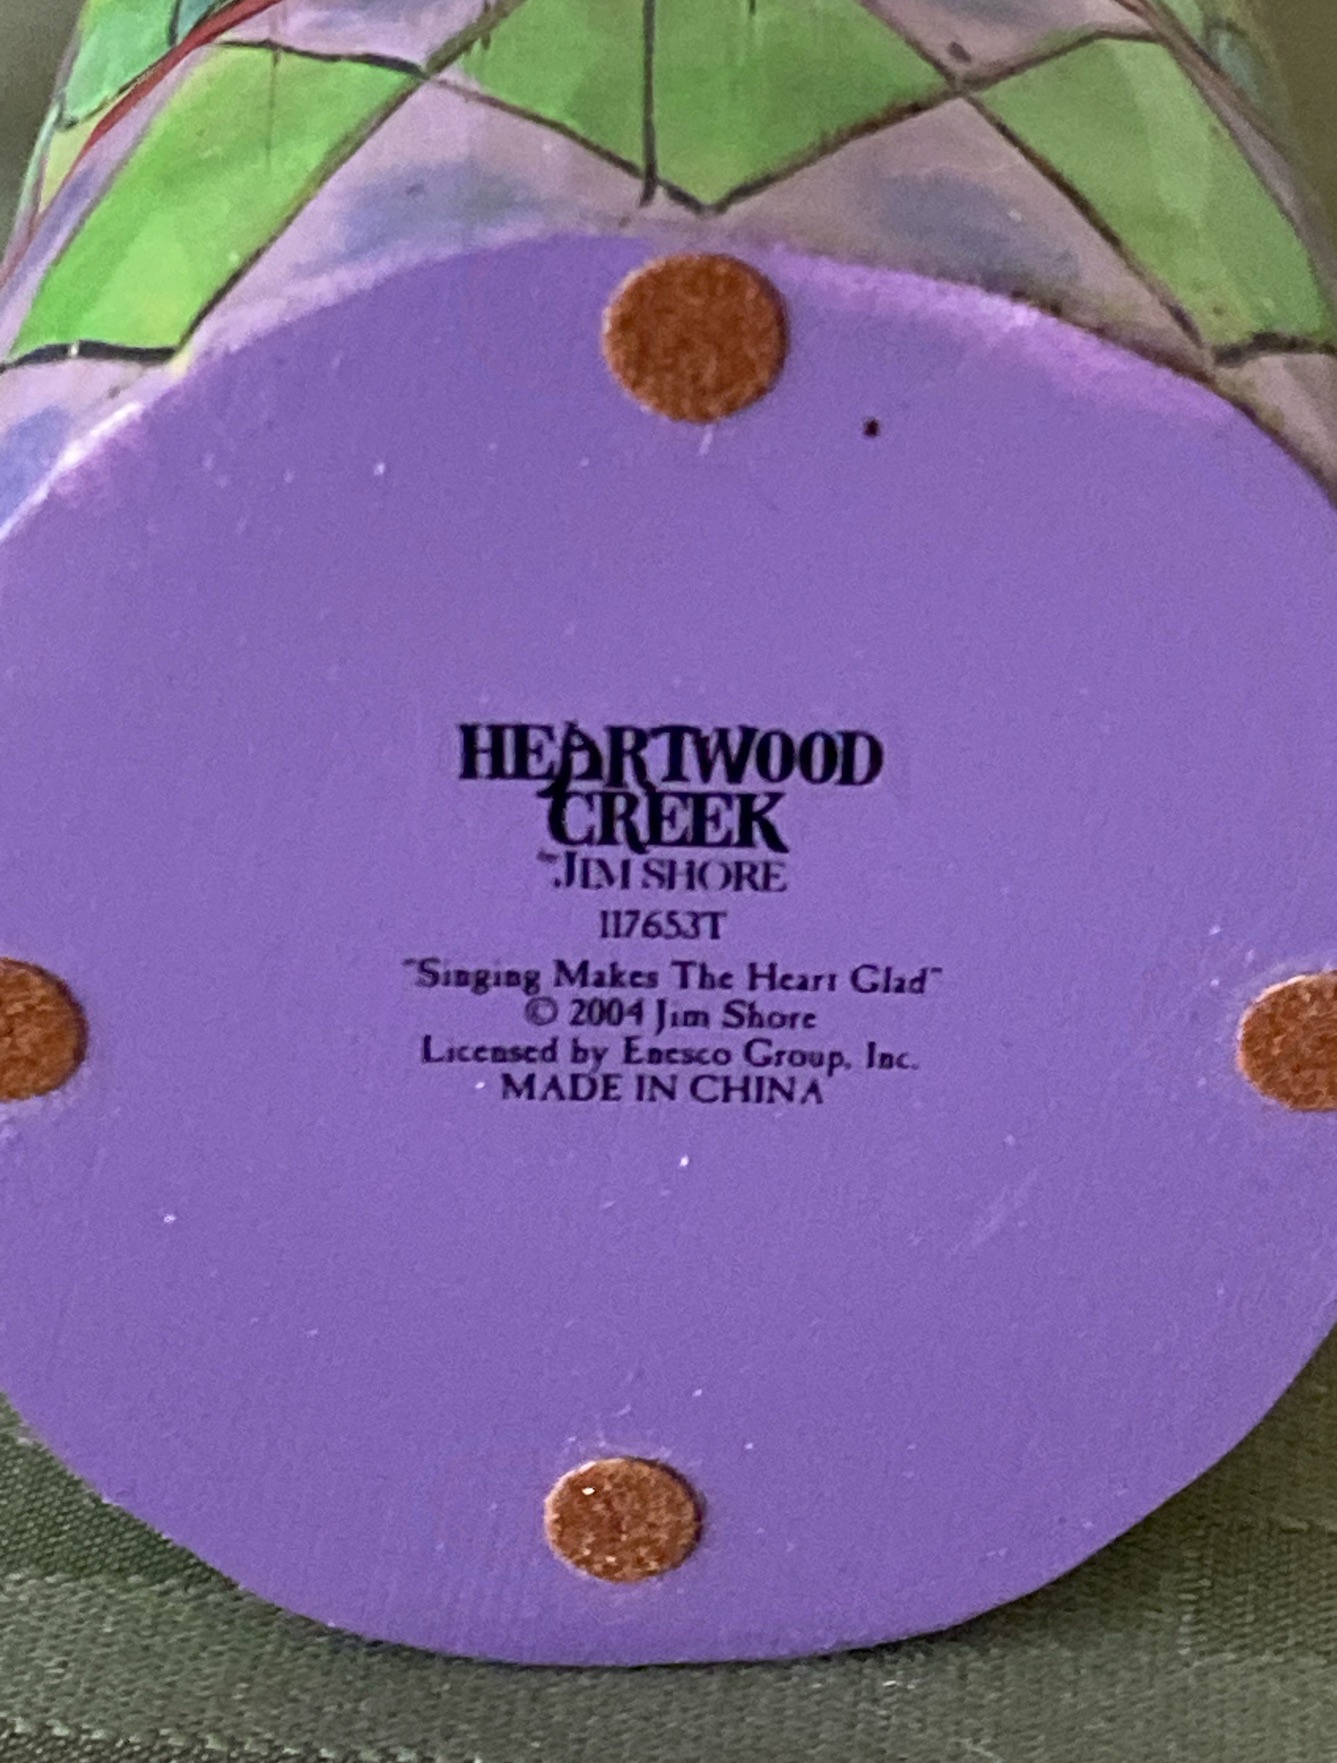 HEARTWOOD
CREEK
by JIM SHORE
117653T
"Singing Makes The Heart Glad"
© 2004 Jim Shore
Licensed by Enesco Group, Inc.
MADE IN CHINA